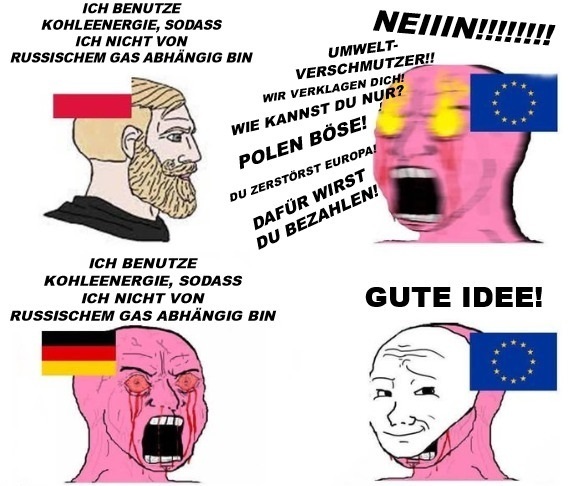 ICH BENUTZE
KOHLEENERGIE, SODASS
ICH NICHT VON
RUSSISCHEM GAS ABHÄNGIG BIN
NEIIIN!!!!!!!!
UMWELT-
VERSCHMUTZER!!
WIR VERKLAGEN DICH!
WIE KANNST DU NUR?
POLEN BÖSE!
DU ZERSTÖRST EUROPA!
DAFÜR WIRST
DU BEZAHLEN!
ICH BENUTZE
KOHLEENERGIE, SODASS
ICH NICHT VON
RUSSISCHEM GAS ABHÄNGIG BIN
GUTE IDEE!